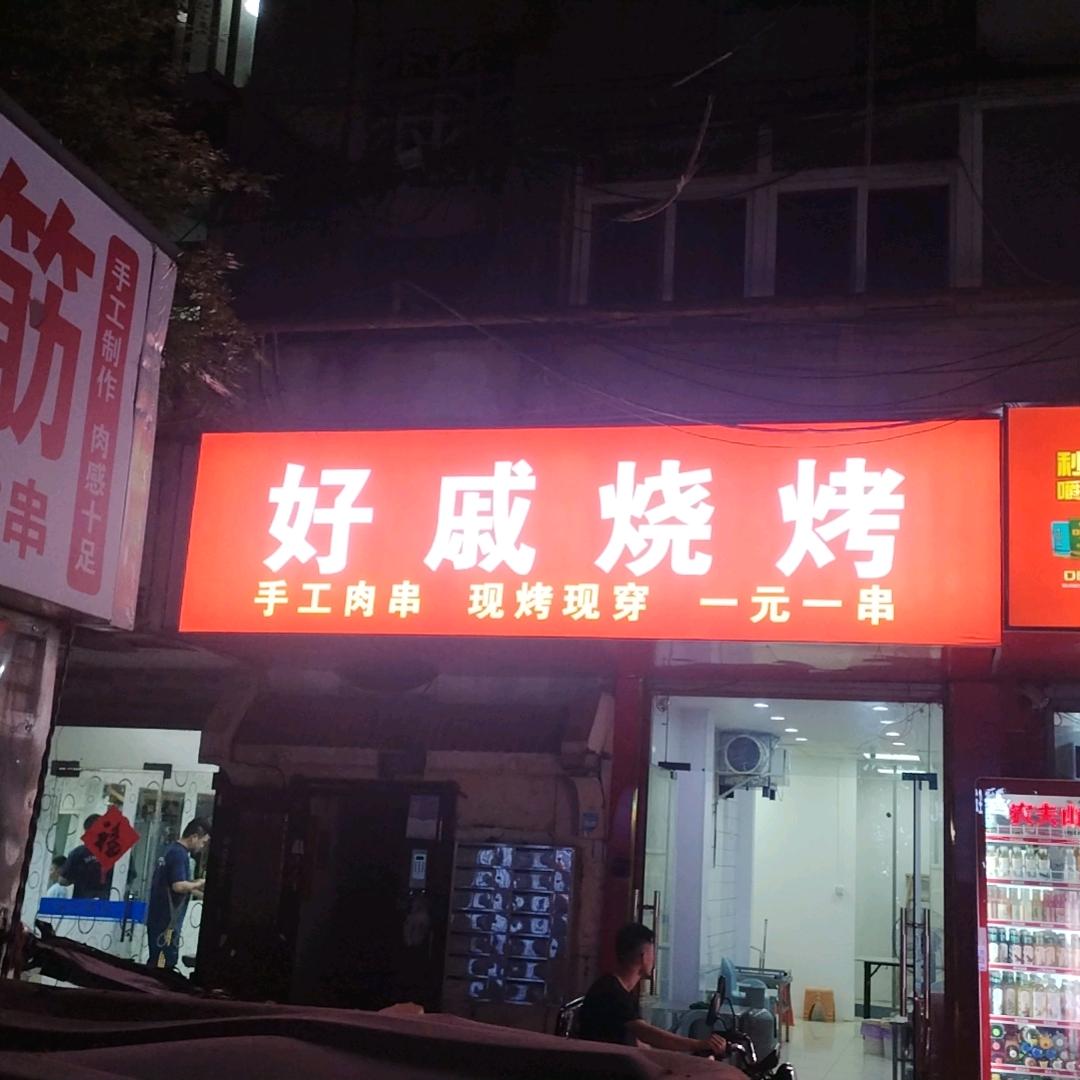 筋
手工制作 肉感十足
串
好戚烧烤
手工肉串 现烤现穿 一元一串
福
农夫山